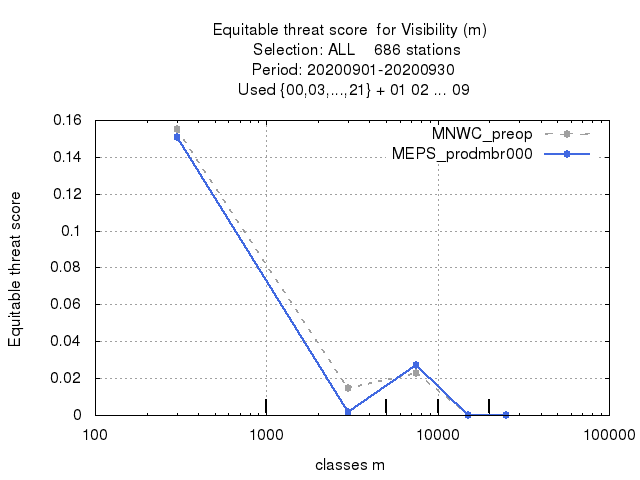 Equitable threat score for Visibility (m)
Selection: ALL 686 stations
Period: 20200901-20200930
Used {00,03,...,21} + 01 02 ... 09
MNWC_preop
MEPS_prodmbr000
Equitable threat score
0.16
0.14
0.12
0.1
0.08
0.06
0.04
0.02
0
100 1000 10000 100000
classes m